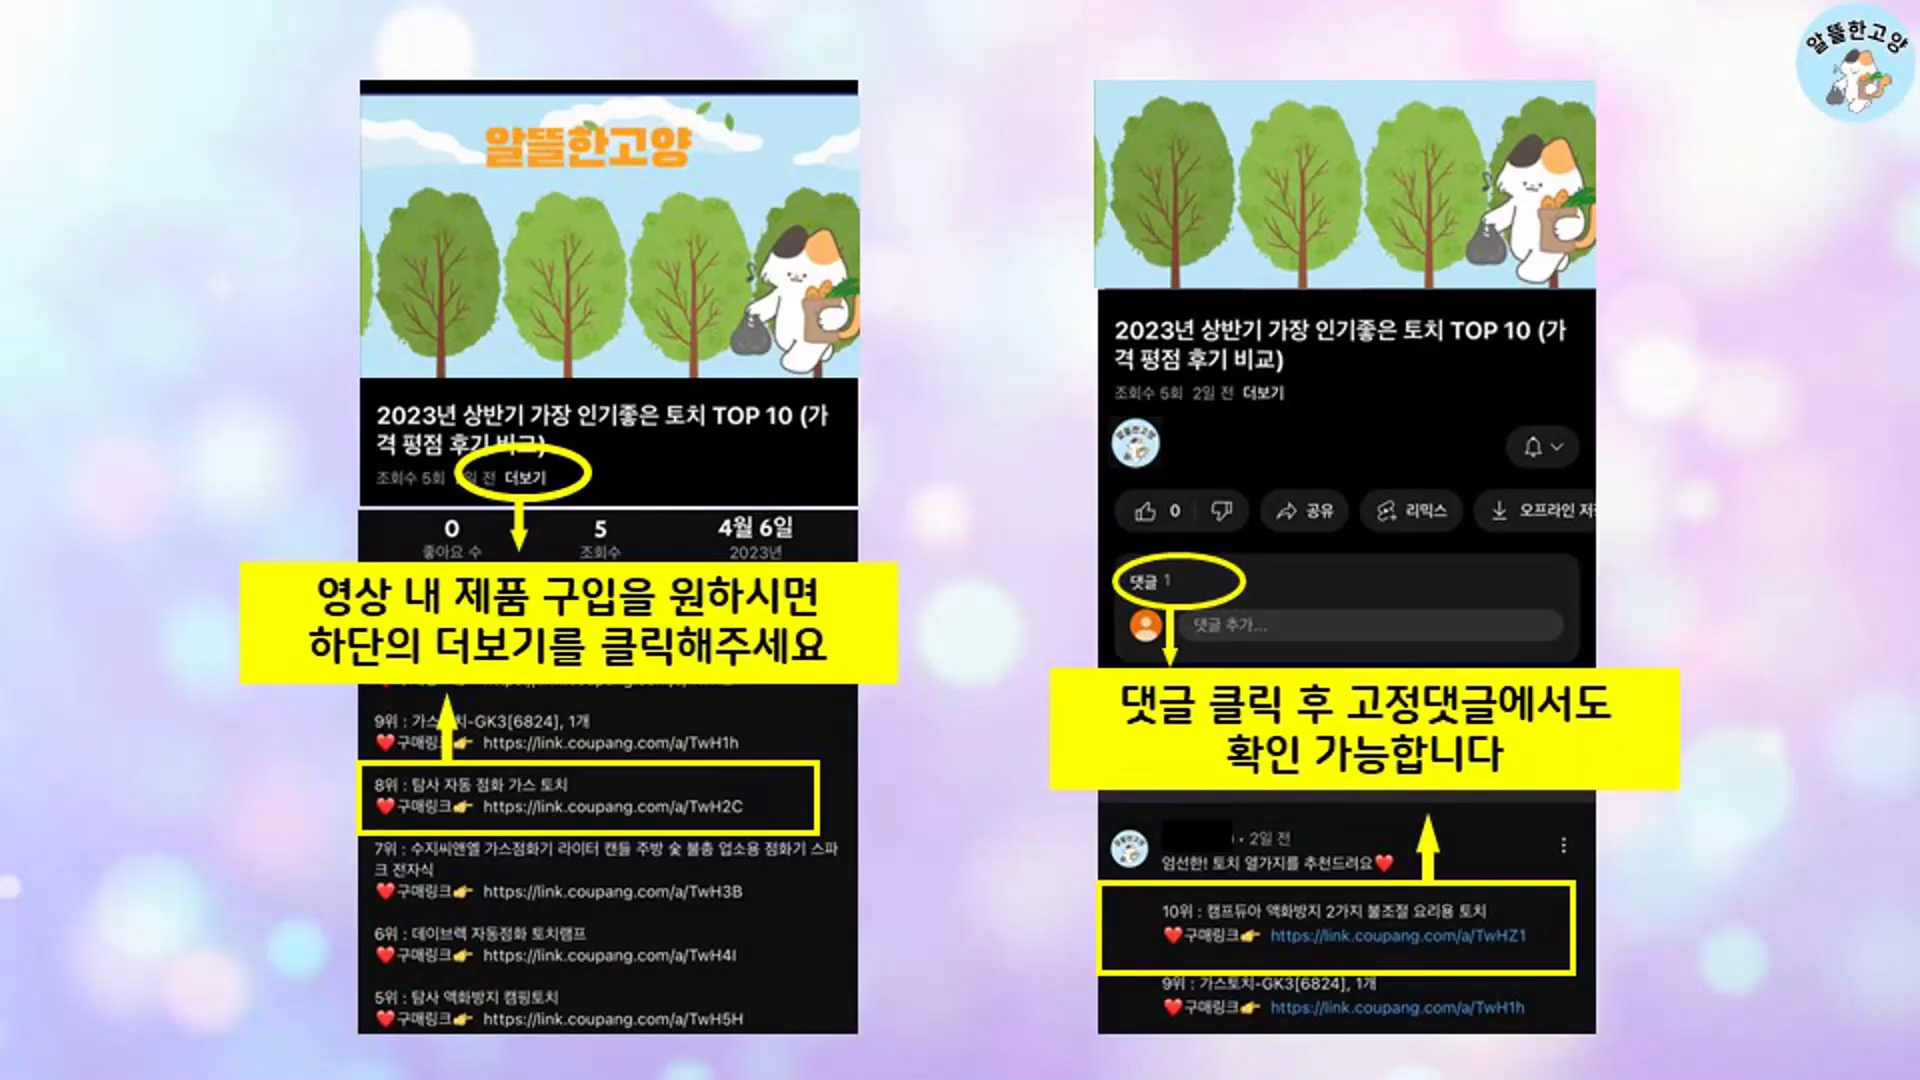 알뜰한고양
알뜰한고양
2023년 상반기 가장 인기좋은 토치 TOP 10 (가
격 평점 후기 비교)
조회수 5회 일 전 더보기
0 5 4월 6일
좋아요 수 조회수 2023년
영상 내 제품 구입을 원하시면
하단의 더보기를 클릭해주세요
9위 : 가스토치-GK3[6824], 1개
❤️구매링크👉 https://link.coupang.com/a/TwH1h
8위 : 탐사 자동 점화 가스 토치
❤️구매링크👉 https://link.coupang.com/a/TwH2C
7위 : 수지씨앤엘 가스점화기 라이터 캔들 주방 숯 불총 업소용 점화기 스파
크 전자식
❤️구매링크👉 https://link.coupang.com/a/TwH3B
6위 : 데이브렉 자동점화 토치램프
❤️구매링크👉 https://link.coupang.com/a/TwH4I
5위 : 탐사 액화방지 캠핑토치
❤️구매링크👉 https://link.coupang.com/a/TwH5H
2023년 상반기 가장 인기좋은 토치 TOP 10 (가
격 평점 후기 비교)
조회수 5회 2일 전 더보기
알뜰한고양
0 공유 리믹스 오프라인 저
댓글 1
댓글 추가...
댓글 클릭 후 고정댓글에서도
확인 가능합니다
• 2일 전
엄선한! 토치 열가지를 추천드려요❤️
10위 : 캠프듀아 액화방지 2가지 불조절 요리용 토치
❤️구매링크👉 https://link.coupang.com/a/TwHZ1
9위 : 가스토치-GK3[6824], 1개
❤️구매링크👉 https://link.coupang.com/a/TwH1h